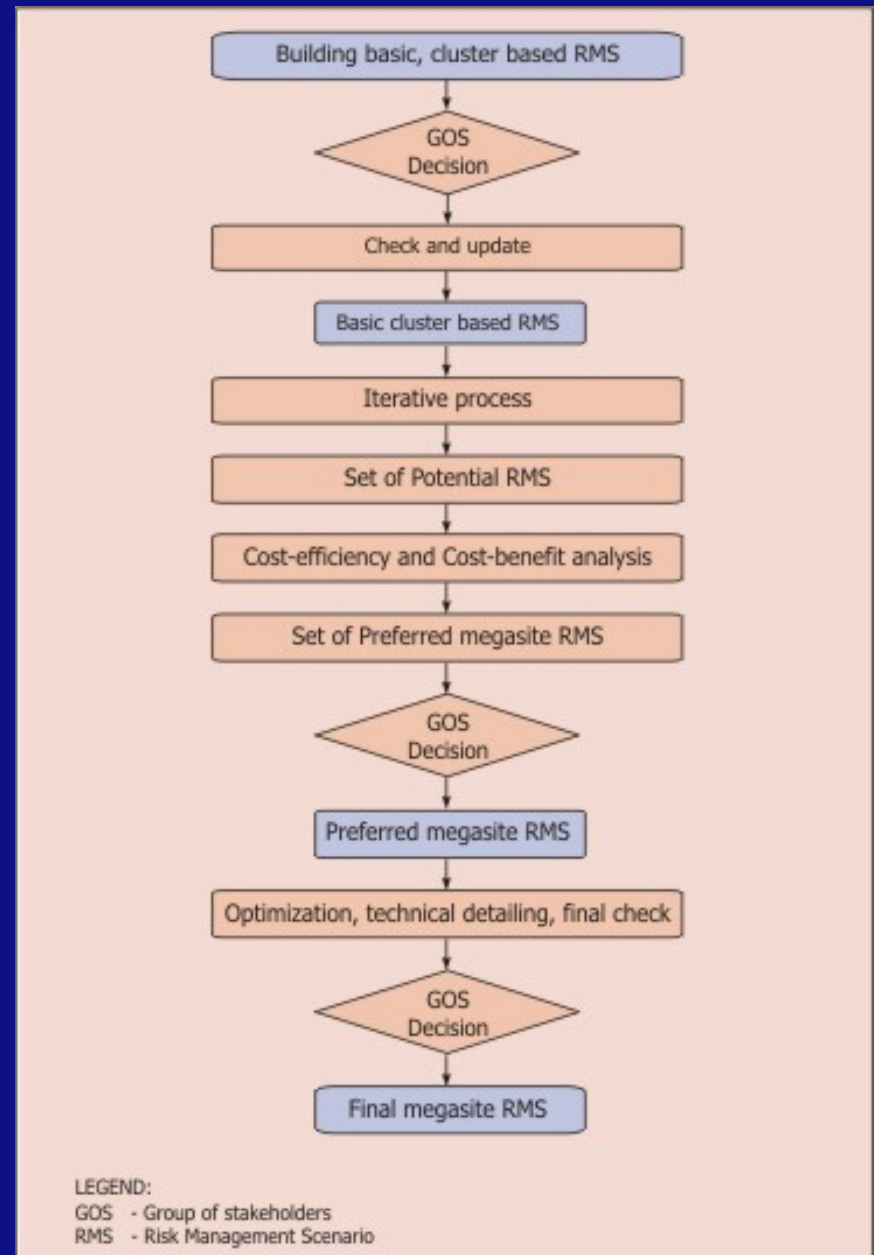 Building basic, cluster based RMS
GOS
Decision
Check and update
Basic cluster based RMS
Iterative process
Set of Potential RMS
Cost-efficiency and Cost-benefit analysis
Set of Preferred megasite RMS
GOS
Decision
Preferred megasite RMS
Optimization, technical detailing, final check
GOS
Decision
Final megasite RMS
LEGEND:
GOS - Group of stakeholders
RMS - Risk Management Scenario